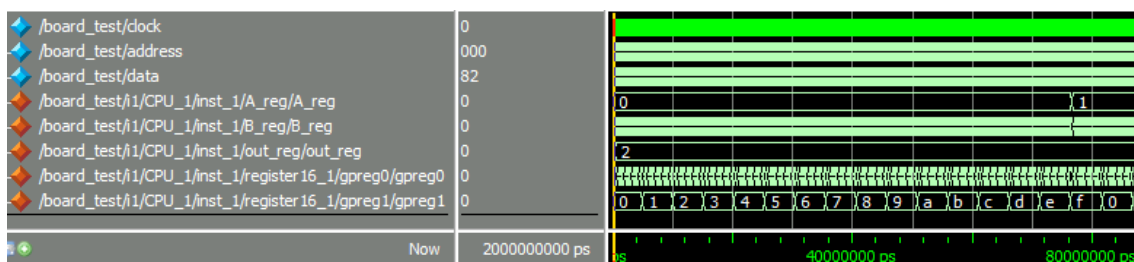 /board_test/clock 0
/board_test/address 000
/board_test/data 82
/board_test/i1/CPU_1/inst_1/A_reg/A_reg 0 0 1
/board_test/i1/CPU_1/inst_1/B_reg/B_reg 0
/board_test/i1/CPU_1/inst_1/out_reg/out_reg 0 2
/board_test/i1/CPU_1/inst_1/register16_1/gpreg0/gpreg0 0
/board_test/i1/CPU_1/inst_1/register16_1/gpreg1/gpreg1 0 0 1 2 3 4 5 6 7 8 9 a b c d e f 0
Now 2000000000 ps ps 40000000 ps 80000000 ps